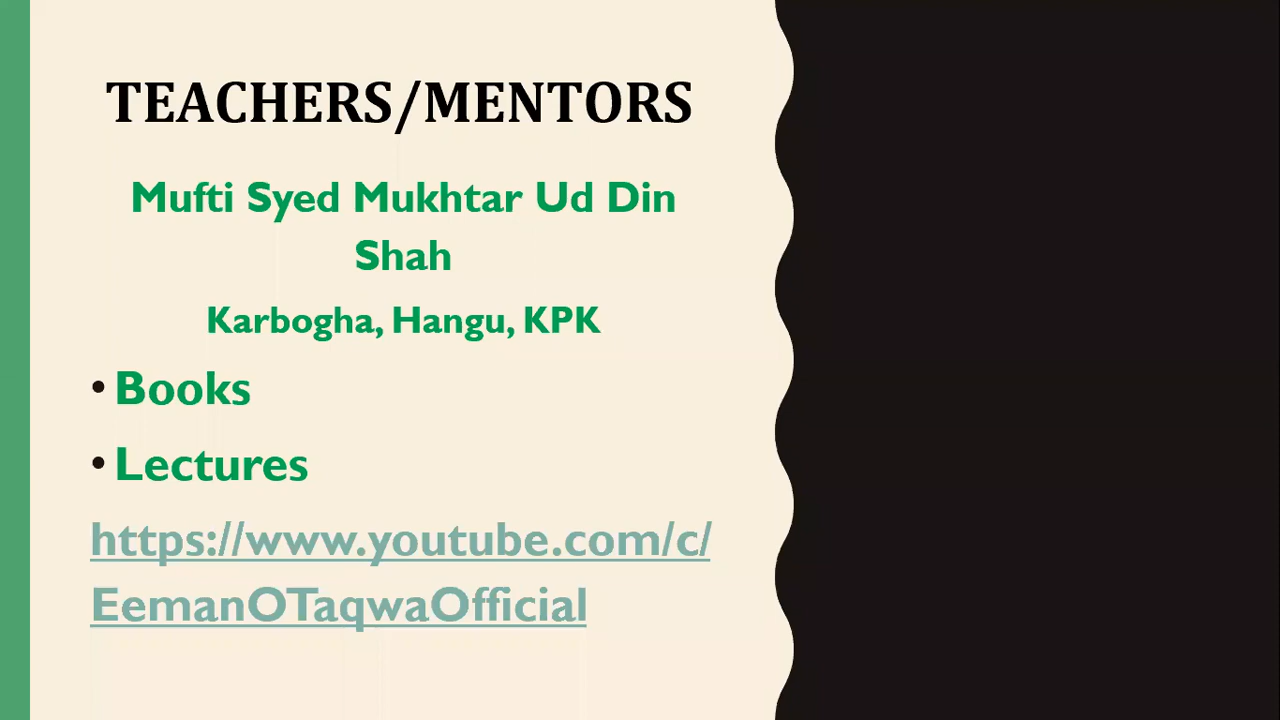 TEACHERS/MENTORS
Mufti Syed Mukhtar Ud Din
Shah
Karbogha, Hangu, KPK
• Books
• Lectures
https://www.youtube.com/c/
EemanOTaqwaOfficial